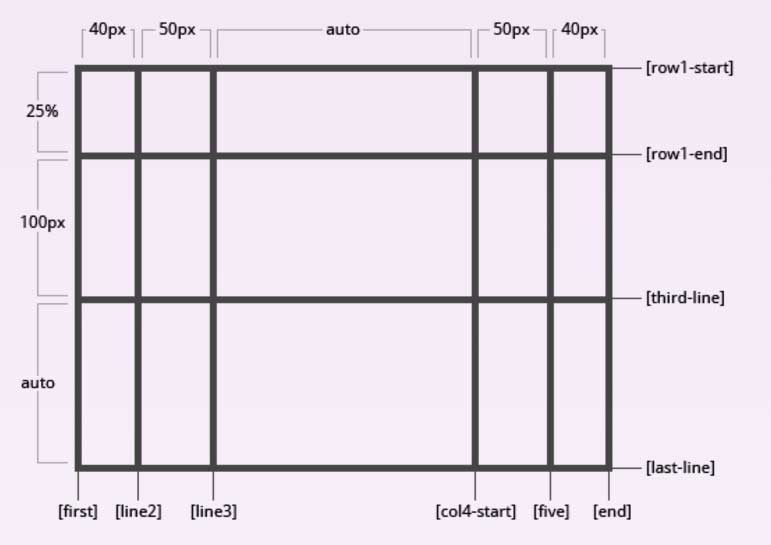 40px 50px auto 50px 40px
[row1-start]
25%
[row1-end]
100px
[third-line]
auto
[last-line]
[first] [line2] [line3] [col4-start] [five] [end]